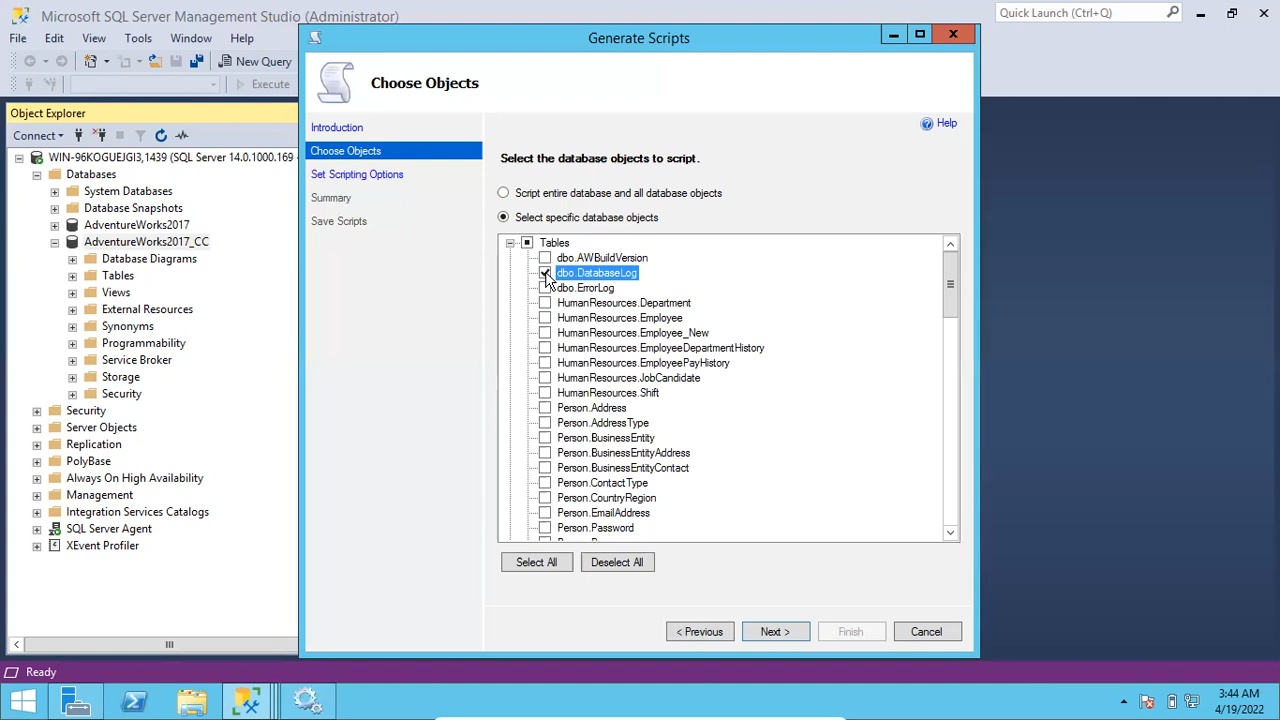 Microsoft SQL Server Management Studio (Administrator)
Quick Launch (Ctrl+Q)
File Edit View Tools Window Help
New Query
Execute
Object Explorer
Connect
WIN-96KOGUEJGI3,1439 (SQL Server 14.0.1000.169
Databases
System Databases
Database Snapshots
AdventureWorks2017
AdventureWorks2017_CC
Database Diagrams
Tables
Views
External Resources
Synonyms
Programmability
Service Broker
Storage
Security
Security
Server Objects
Replication
PolyBase
Always On High Availability
Management
Integration Services Catalogs
SQL Server Agent
XEvent Profiler
Generate Scripts
Choose Objects
Introduction
Choose Objects
Set Scripting Options
Summary
Save Scripts
Help
Select the database objects to script.
Script entire database and all database objects
Select specific database objects
Tables
dbo.AWBuildVersion
dbo.DatabaseLog
dbo.ErrorLog
HumanResources.Department
HumanResources.Employee
HumanResources.Employee_New
HumanResources.EmployeeDepartmentHistory
HumanResources.EmployeePayHistory
HumanResources.JobCandidate
HumanResources.Shift
Person.Address
Person.AddressType
Person.BusinessEntity
Person.BusinessEntityAddress
Person.BusinessEntityContact
Person.ContactType
Person.CountryRegion
Person.EmailAddress
Person.Password
Select All Deselect All
< Previous Next > Finish Cancel
Ready
3:44 AM
4/19/2022